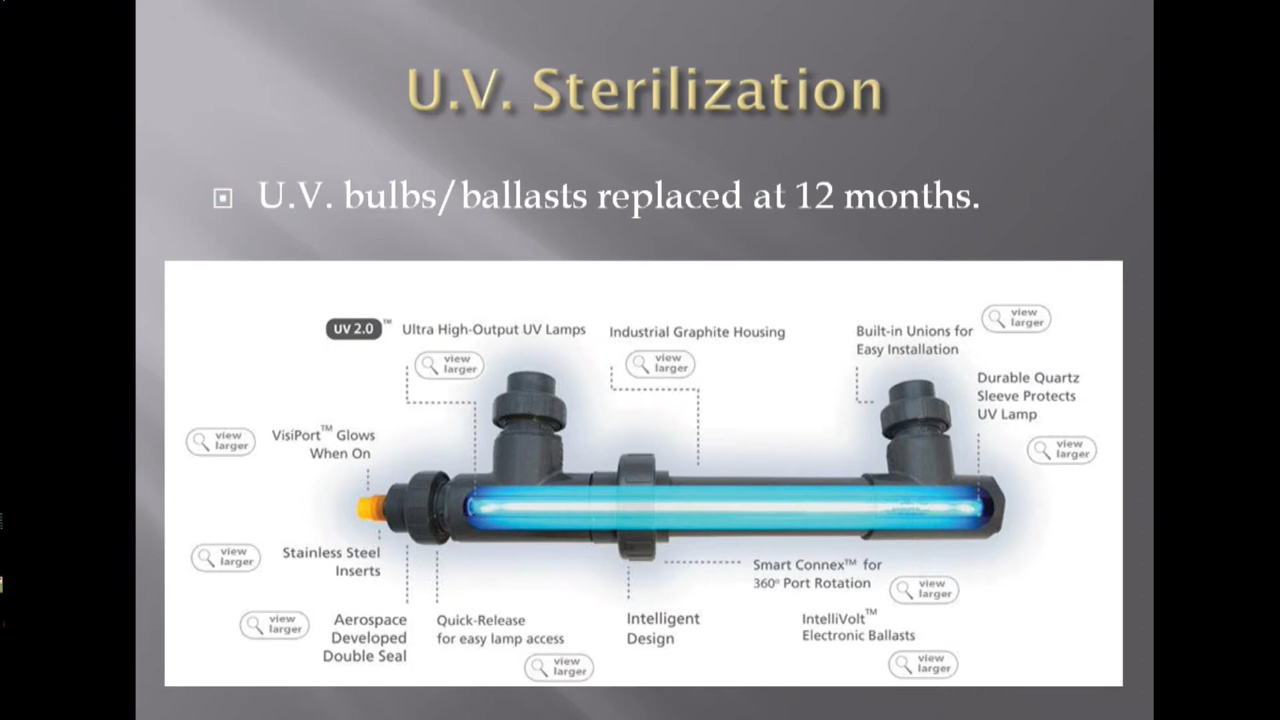 U.V. Sterilization
U.V. bulbs/ballasts replaced at 12 months.
UV 2.0™ Ultra High-Output UV Lamps
view
larger
Industrial Graphite Housing
view
larger
Built-in Unions for
Easy Installation
view
larger
Durable Quartz
Sleeve Protects
UV Lamp
view
larger
VisiPort™ Glows
When On
view
larger
Stainless Steel
Inserts
view
larger
Aerospace
Developed
Double Seal
view
larger
Quick-Release
for easy lamp access
view
larger
Intelligent
Design
Smart Connex™ for
360º Port Rotation
view
larger
IntelliVolt™
Electronic Ballasts
view
larger